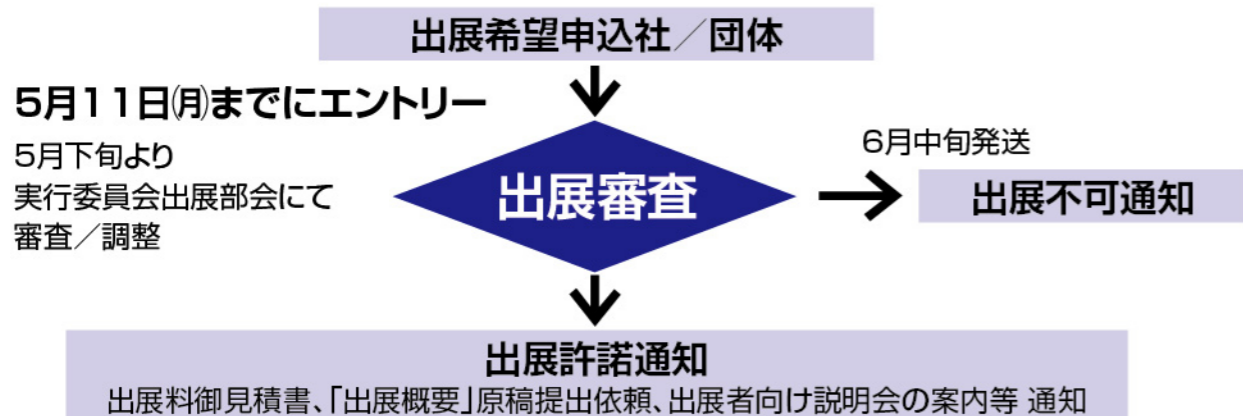 出展希望申込社／団体
5月11日㈪までにエントリー
5月下旬より
実行委員会出展部会にて
審査／調整
出展審査
6月中旬発送
出展不可通知
出展許諾通知
出展料御見積書、「出展概要」原稿提出依頼、出展者向け説明会の案内等 通知